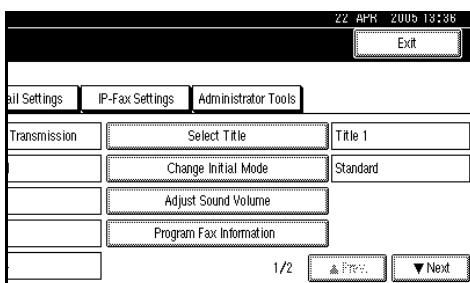 22 APR 2005 13:36
Exit
ail Settings IP-Fax Settings Administrator Tools
Transmission Select Title Title 1
Change Initial Mode Standard
Adjust Sound Volume
Program Fax Information
1/2 ▲ Prev. ▼ Next